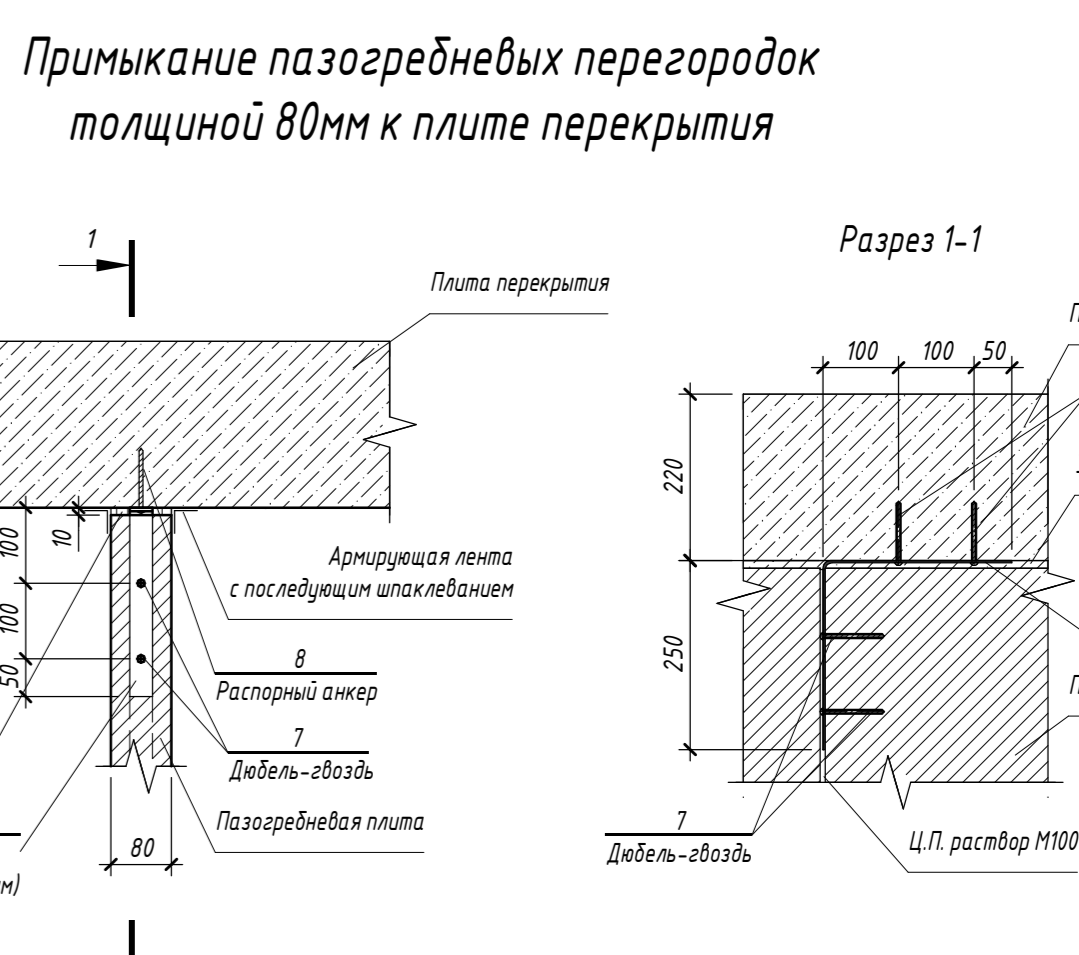 Примыкание пазогребневых перегородок
толщиной 80мм к плите перекрытия
1
Плита перекрытия
100
10
100
50
Армирующая лента
с последующим шпаклеванием
8
Распорный анкер
7
Дюбель-гвоздь
Пазогребневая плита
80
м)
Разрез 1-1
П
100
100
50
220
250
П
7
Дюбель-гвоздь
Ц.П. раствор М100